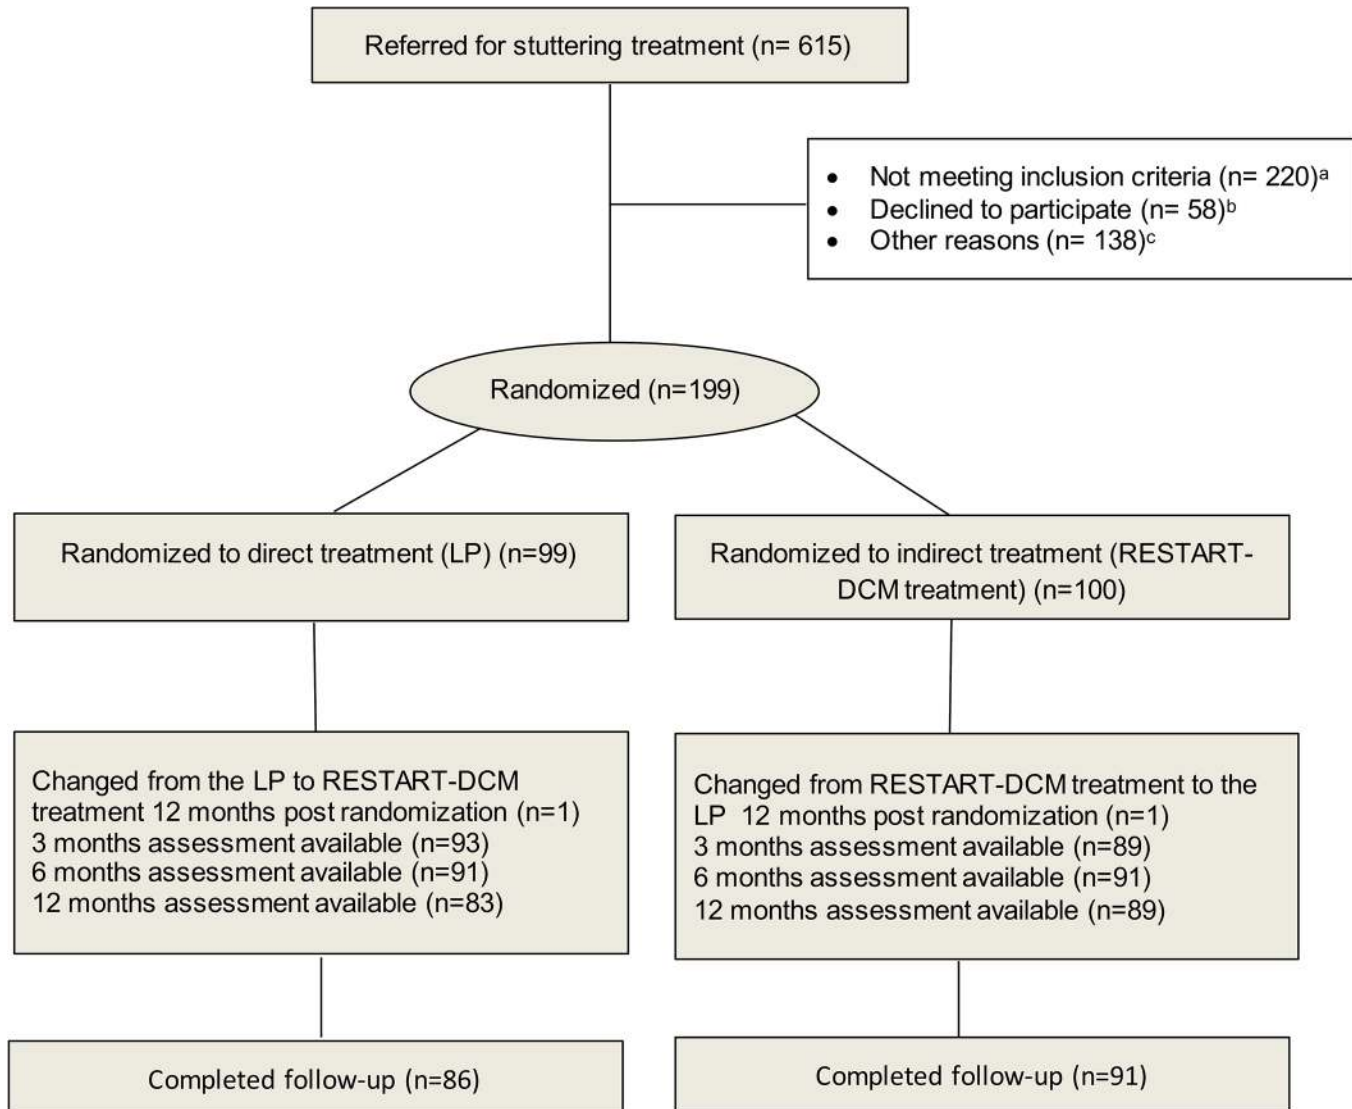 Referred for stuttering treatment (n= 615)
• Not meeting inclusion criteria (n= 220)ᵃ
• Declined to participate (n= 58)ᵇ
• Other reasons (n= 138)ᶜ
Randomized (n=199)
Randomized to direct treatment (LP) (n=99)
Randomized to indirect treatment (RESTART-
DCM treatment) (n=100)
Changed from the LP to RESTART-DCM
treatment 12 months post randomization (n=1)
3 months assessment available (n=93)
6 months assessment available (n=91)
12 months assessment available (n=83)
Changed from RESTART-DCM treatment to the
LP 12 months post randomization (n=1)
3 months assessment available (n=89)
6 months assessment available (n=91)
12 months assessment available (n=89)
Completed follow-up (n=86)
Completed follow-up (n=91)